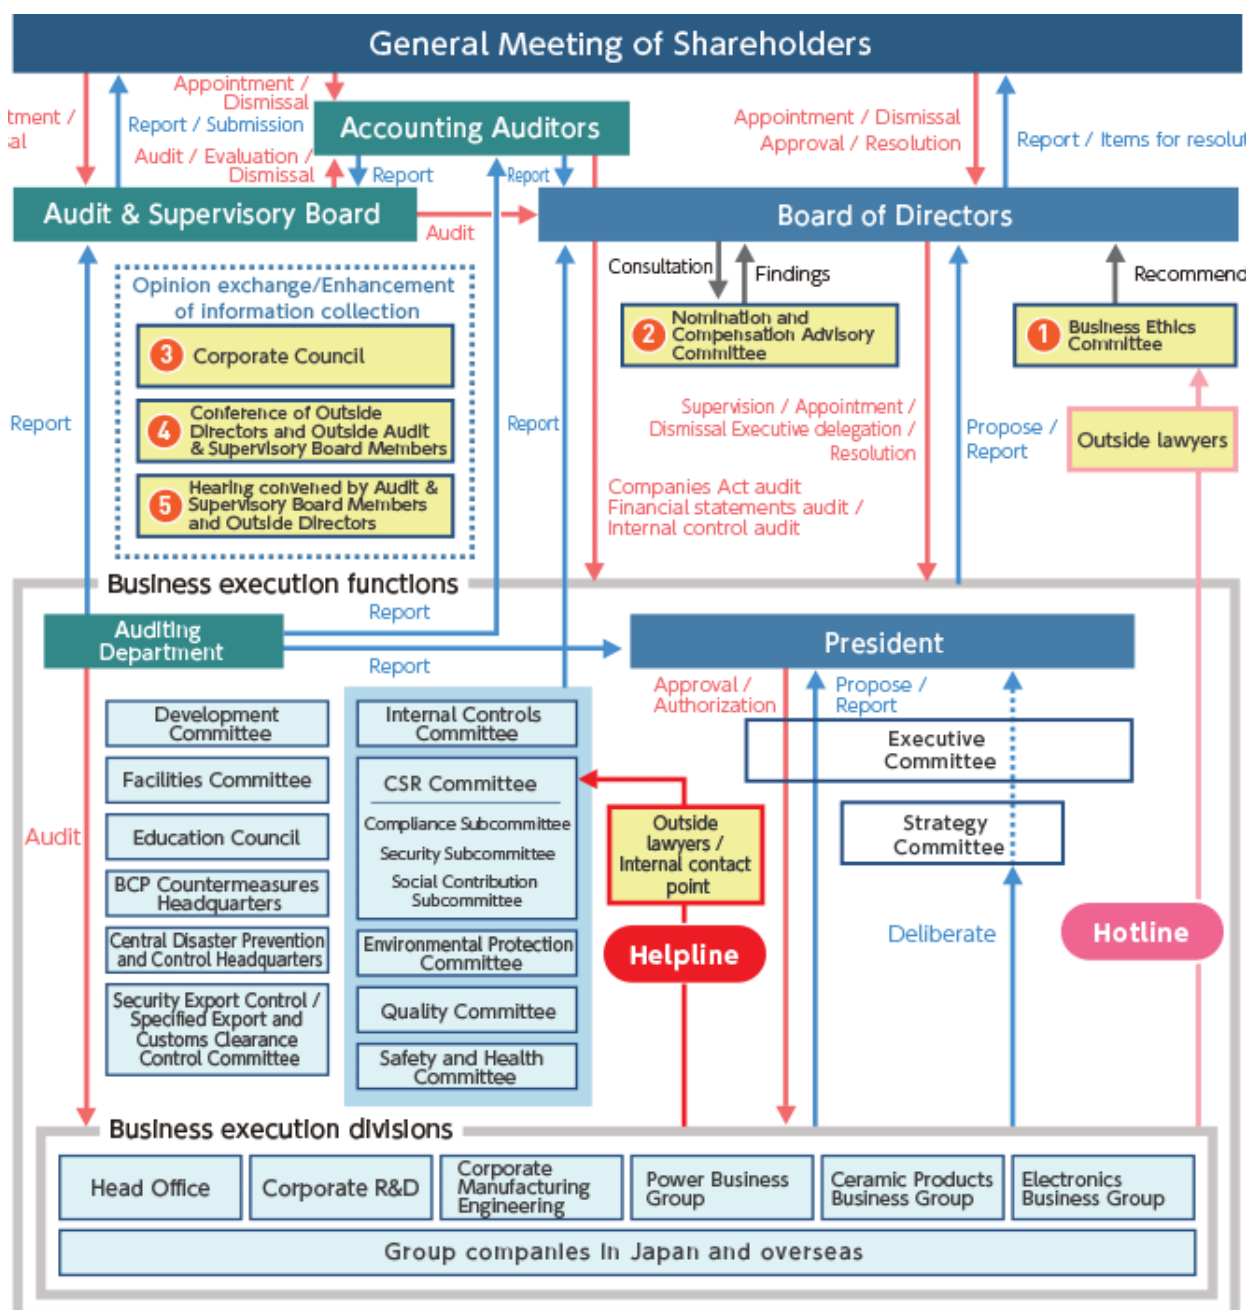 General Meeting of Shareholders
Appointment /
Dismissal
Report / Submission
Accounting Auditors
Audit / Evaluation /
Dismissal
Report
Report
Appointment / Dismissal
Approval / Resolution
Report / Items for
Audit & Supervisory Board
Audit
Board of Directors
Opinion exchange/Enhancement
of information collection
3 Corporate Council
4 Conference of Outside
Directors and Outside Audit
& Supervisory Board Members
5 Hearing convened by Audit &
Supervisory Board Members
and Outside Directors
Report
Report
Consultation
Findings
Recommend
2 Nomination and
Compensation Advisory
Committee
1 Business Ethics
Committee
Outside lawyers
Supervision / Appointment /
Dismissal Executive delegation /
Resolution
Propose /
Report
Companies Act audit
Financial statements audit /
Internal control audit
Business execution functions
Auditing
Department
Report
Report
President
Approval /
Authorization
Propose /
Report
Executive
Committee
Strategy
Committee
Deliberate
Audit
Development
Committee
Facilities Committee
Education Council
BCP Countermeasures
Headquarters
Central Disaster Prevention
and Control Headquarters
Security Export Control /
Specified Export and
Customs Clearance
Control Committee
Internal Controls
Committee
CSR Committee
Compliance Subcommittee
Security Subcommittee
Social Contribution
Subcommittee
Environmental Protection
Committee
Quality Committee
Safety and Health
Committee
Outside
lawyers /
Internal contact
point
Helpline
Hotline
Business execution divisions
Head Office
Corporate R&D
Corporate
Manufacturing
Engineering
Power Business
Group
Ceramic Products
Business Group
Electronics
Business Group
Group companies in Japan and overseas